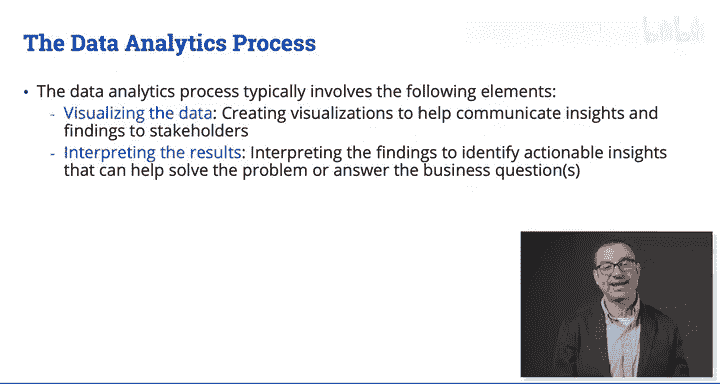 The Data Analytics Process
• The data analytics process typically involves the following elements:
- Visualizing the data: Creating visualizations to help communicate insights and
findings to stakeholders
- Interpreting the results: Interpreting the findings to identify actionable insights
that can help solve the problem or answer the business question(s)